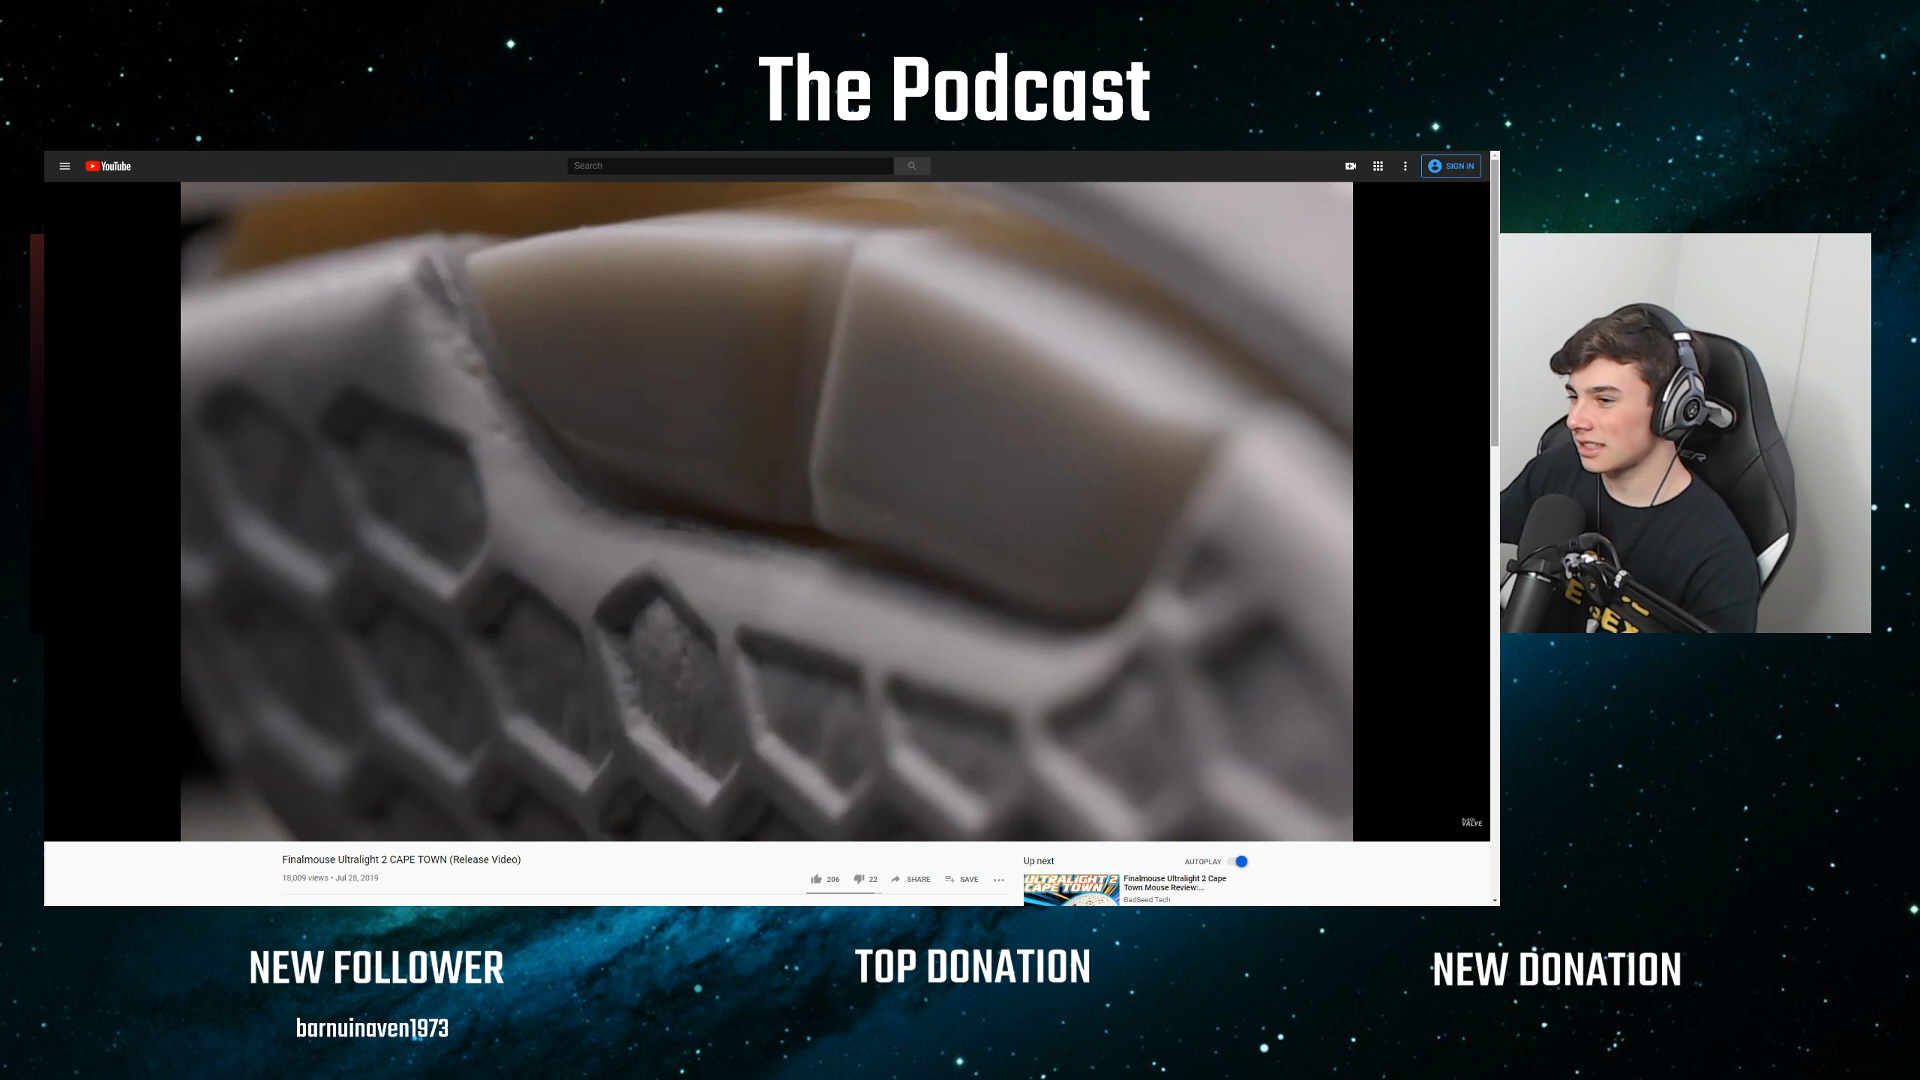 The Podcast
YouTube
Search
SIGN IN
ER
E
EX
VALVE
Finalmouse Ultralight 2 CAPE TOWN (Release Video)
18,009 views • Jul 28, 2019
206
22
SHARE
SAVE
Up next
AUTOPLAY
ULTRALIGHT 2
CAPE TOWN
Finalmouse Ultralight 2 Cape
Town Mouse Review:...
BadSeed Tech
NEW FOLLOWER
barnuinaven1973
TOP DONATION
NEW DONATION